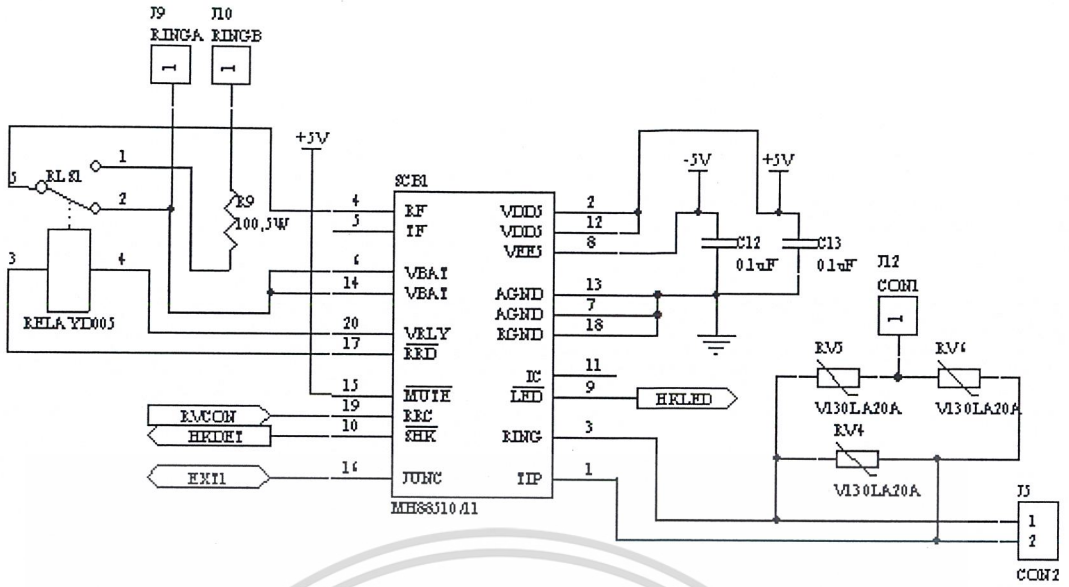 J9 J10
RINGA RINGB
1 1
+5V
1
5 RLS1
2
R9
100,5W
3 4
RELAYD005
SCB1
4 RF
5 IF
6 VBAT
14 VBAT
20 VRLY
17 RRD
15 MUTE
19 RRC
10 SHK
16 JUNC
RVCON
HKDET
EXT1
MH88510/11
VDD5 2
VDD5 12
VEE5 8
AGND 13
AGND 7
RGND 18
IC 11
LED 9
RING 3
TIP 1
HKLED
-5V +5V
C12 C13
0.1uF 0.1uF
J12
CON1
1
RV5 RV6
V130LA20A V130LA20A
RV4
V130LA20A
J5
1
2
CON2